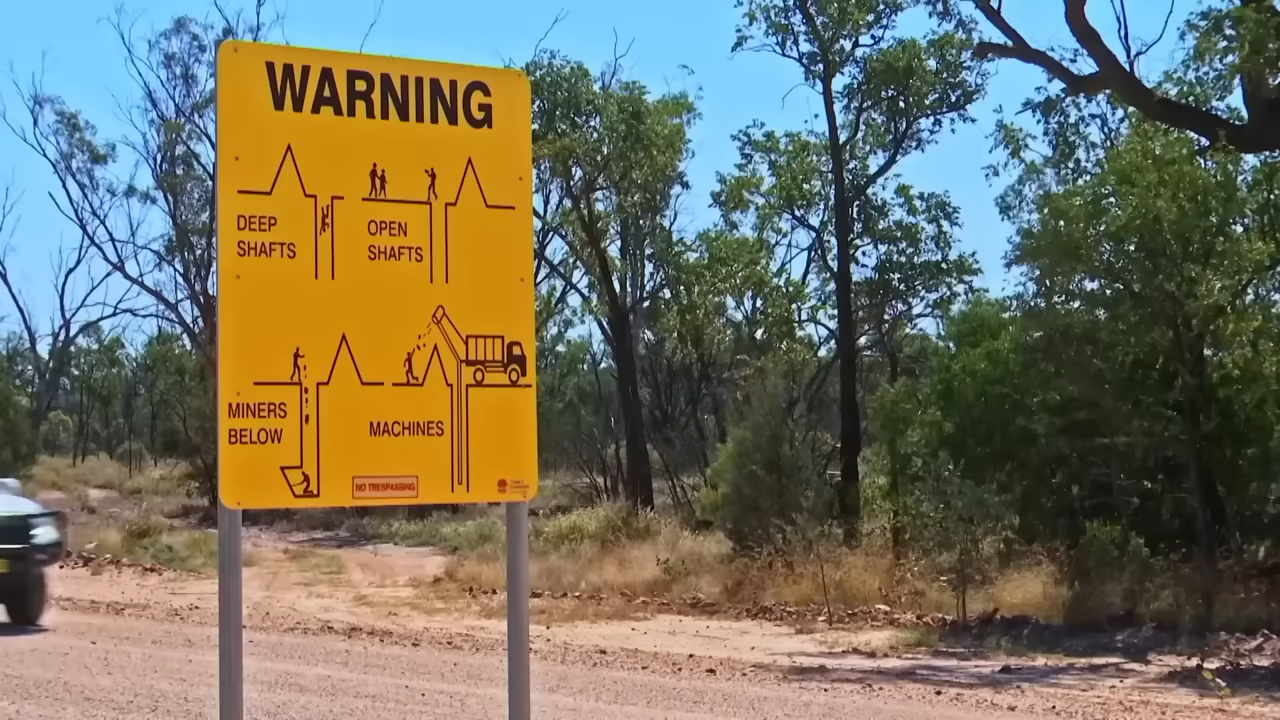 WARNING
DEEP
SHAFTS
OPEN
SHAFTS
MINERS
BELOW
MACHINES
NO TRESPASSING